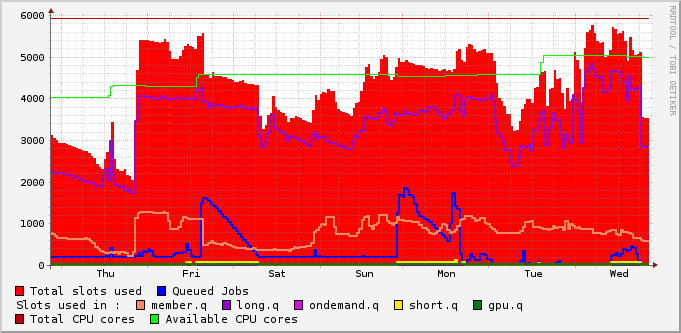 6000
5000
4000
3000
2000
1000
0
Thu Fri Sat Sun Mon Tue Wed
Total slots used Queued Jobs
Slots used in : member.q long.q ondemand.q short.q gpu.q
Total CPU cores Available CPU cores
RRDTOOL / TOBI OETIKER